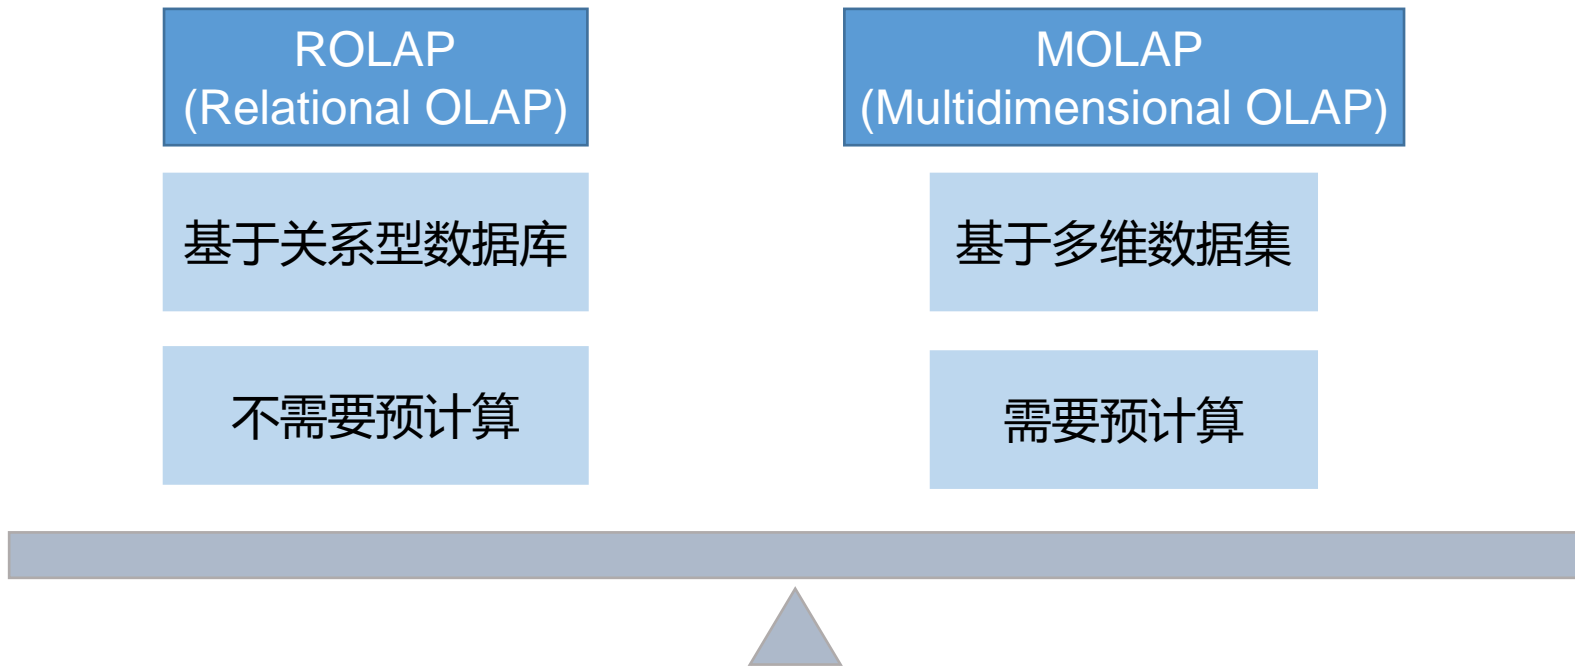 ROLAP
(Relational OLAP)
基于关系型数据库
不需要预计算
MOLAP
(Multidimensional OLAP)
基于多维数据集
需要预计算